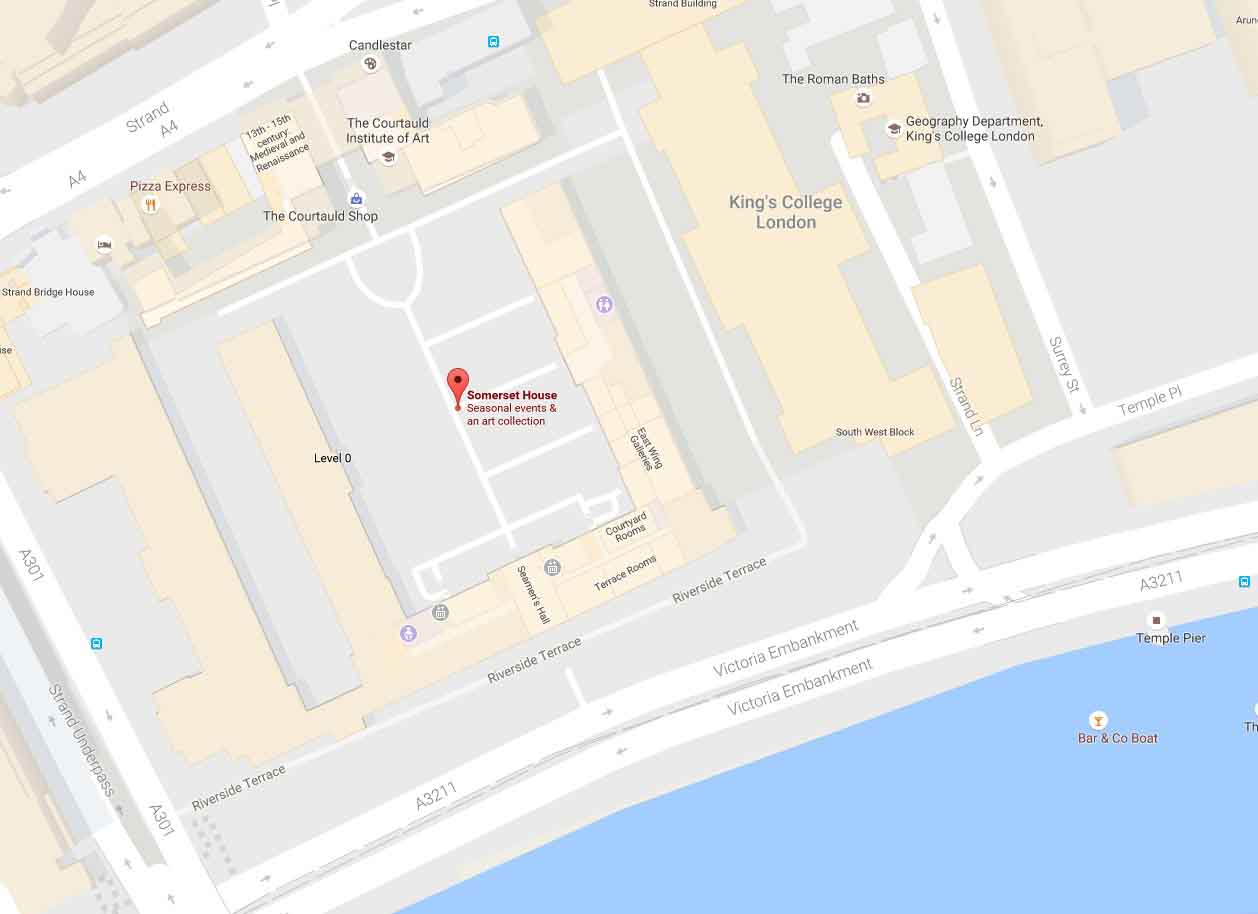 Strand Building
Candlestar
Arun
Strand
A4
The Roman Baths
13th - 15th
century:
Medieval and
Renaissance
The Courtauld
Institute of Art
Geography Department,
King's College London
A4
Pizza Express
King's College
London
The Courtauld Shop
Strand Bridge House
ise
Surrey St
Somerset House
Seasonal events &
an art collection
Strand Ln
Temple Pl
East Wing
Galleries
South West Block
Level 0
Courtyard
Rooms
A301
Terrace Rooms
Seamen's Hall
Riverside Terrace
A3211
Victoria Embankment
Temple Pier
Riverside Terrace
Victoria Embankment
Strand Underpass
Bar & Co Boat
Th
Riverside Terrace
A3211
A301